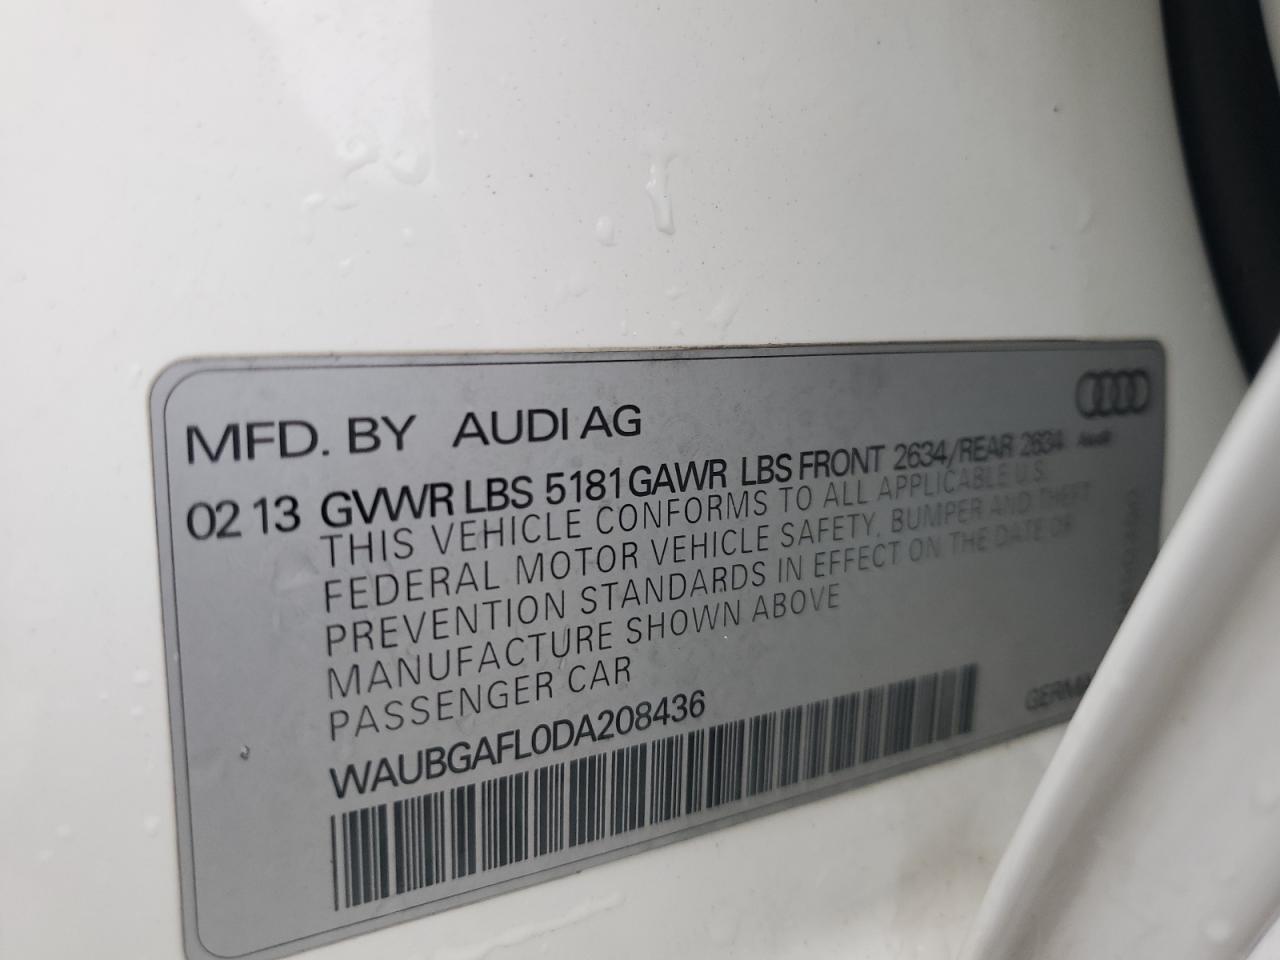 MFD. BY AUDI AG
02 13 GVWR LBS 5181 GAWR LBS FRONT 2634/REAR 2634
Audi
THIS VEHICLE CONFORMS TO ALL APPLICABLE U.S.
FEDERAL MOTOR VEHICLE SAFETY, BUMPER AND THEFT
PREVENTION STANDARDS IN EFFECT ON THE DATE OF
MANUFACTURE SHOWN ABOVE
PASSENGER CAR
WAUBGAFL0DA208436